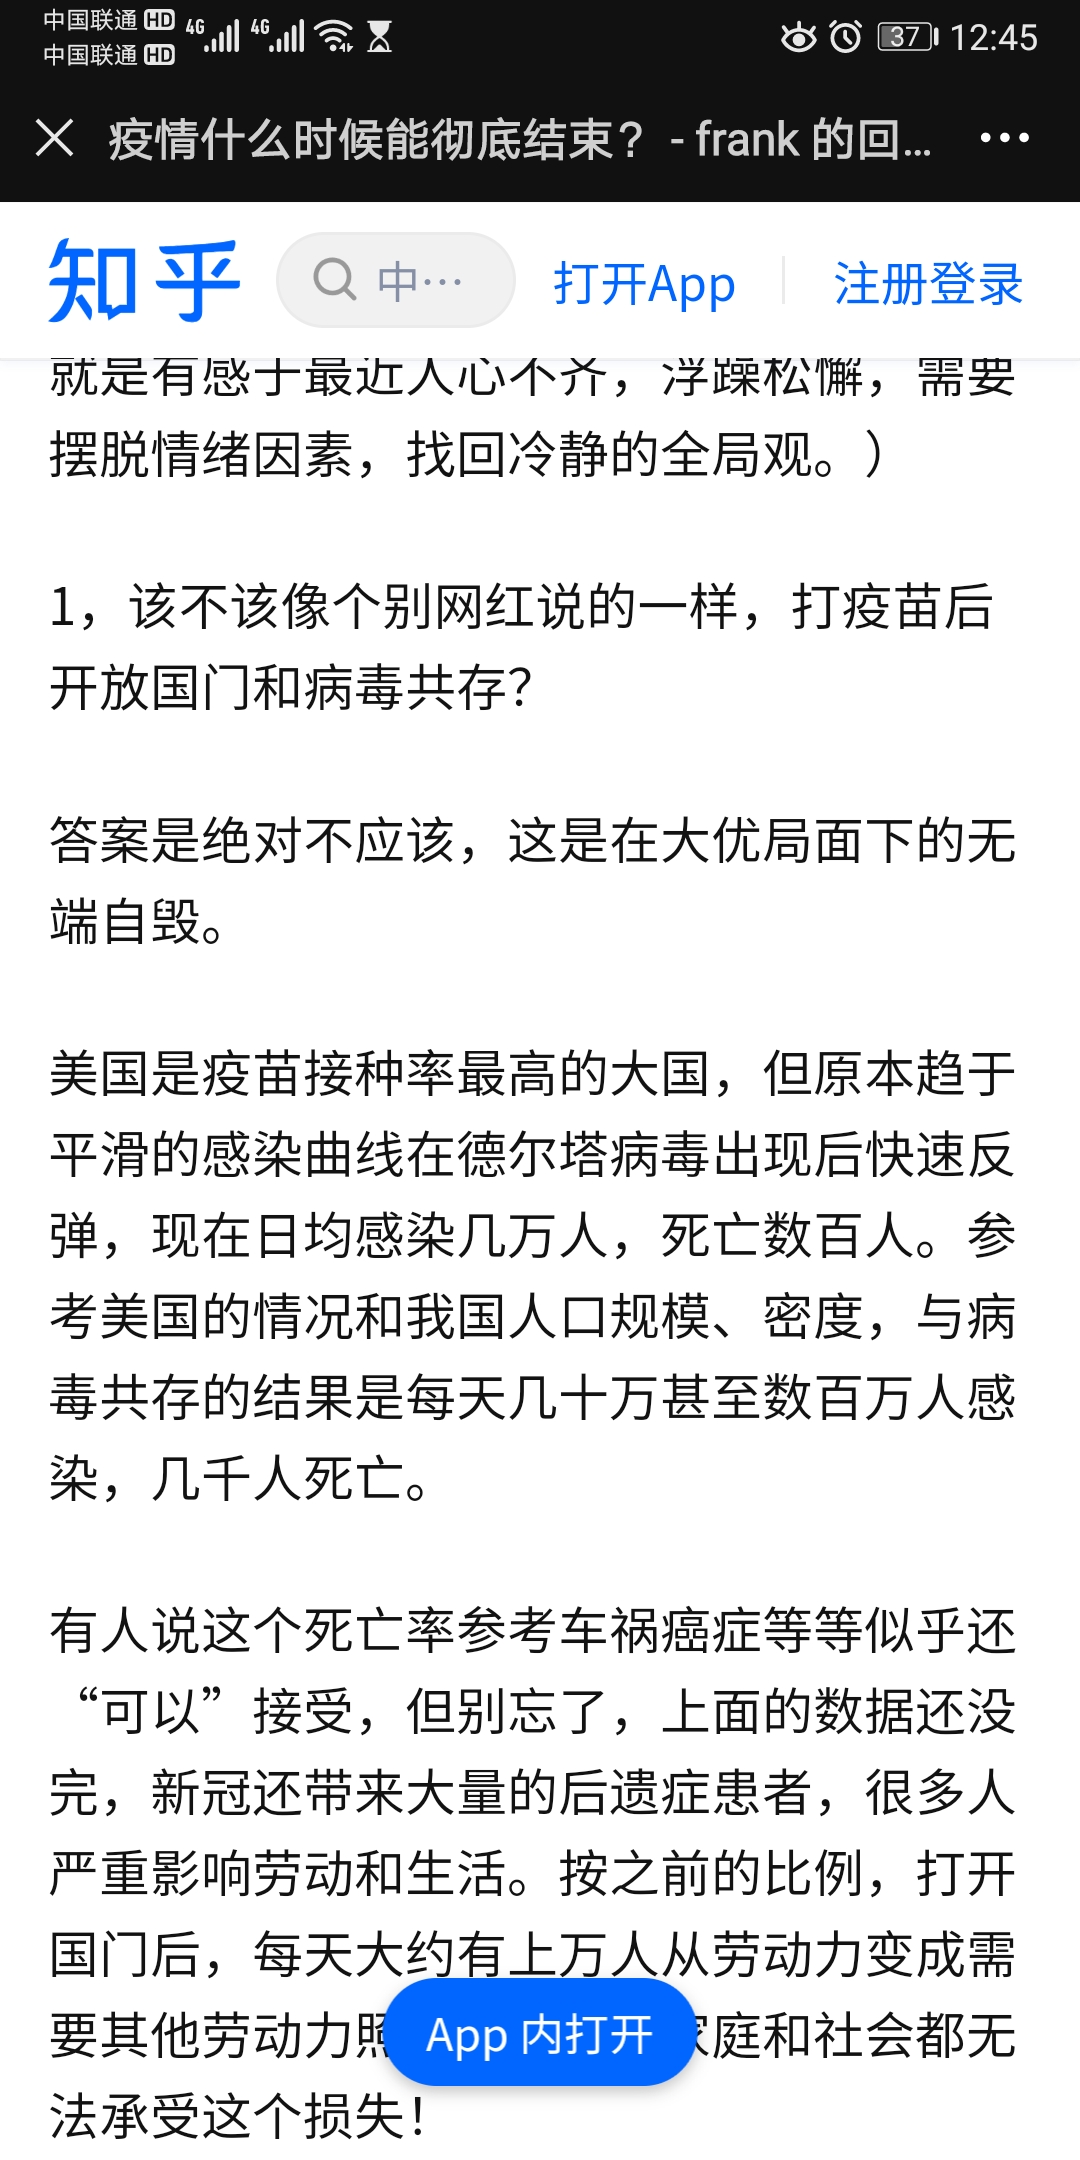 中国联通 HD 4G 4G 37 12:45
中国联通 HD
疫情什么时候能彻底结束？ - frank 的回...
知乎 中… 打开App 注册登录
就是有感于最近人心不齐，浮躁松懈，需要
摆脱情绪因素，找回冷静的全局观。）
1，该不该像个别网红说的一样，打疫苗后
开放国门和病毒共存？
答案是绝对不应该，这是在大优局面下的无
端自毁。
美国是疫苗接种率最高的大国，但原本趋于
平滑的感染曲线在德尔塔病毒出现后快速反
弹，现在日均感染几万人，死亡数百人。参
考美国的情况和我国人口规模、密度，与病
毒共存的结果是每天几十万甚至数百万人感
染，几千人死亡。
有人说这个死亡率参考车祸癌症等等似乎还
“可以”接受，但别忘了，上面的数据还没
完，新冠还带来大量的后遗症患者，很多人
严重影响劳动和生活。按之前的比例，打开
国门后，每天大约有上万人从劳动力变成需
要其他劳动力 庭和社会都无
App 内打开
法承受这个损失！